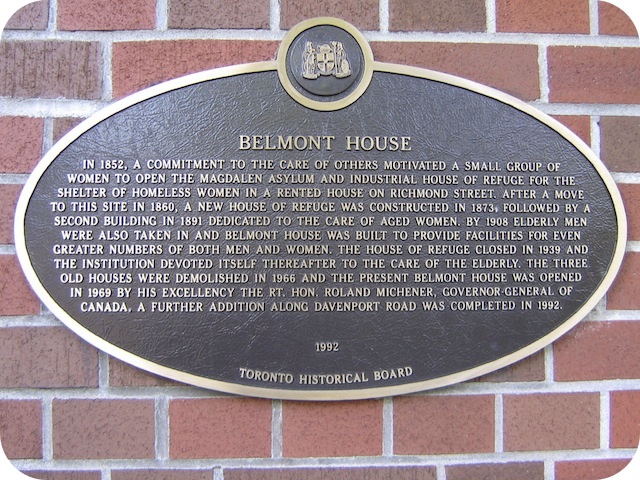 BELMONT HOUSE
IN 1852, A COMMITMENT TO THE CARE OF OTHERS MOTIVATED A SMALL GROUP OF
WOMEN TO OPEN THE MAGDALEN ASYLUM AND INDUSTRIAL HOUSE OF REFUGE FOR THE
SHELTER OF HOMELESS WOMEN IN A RENTED HOUSE ON RICHMOND STREET. AFTER A MOVE
TO THIS SITE IN 1860, A NEW HOUSE OF REFUGE WAS CONSTRUCTED IN 1873, FOLLOWED BY A
SECOND BUILDING IN 1891 DEDICATED TO THE CARE OF AGED WOMEN. BY 1908 ELDERLY MEN
WERE ALSO TAKEN IN AND BELMONT HOUSE WAS BUILT TO PROVIDE FACILITIES FOR EVEN
GREATER NUMBERS OF BOTH MEN AND WOMEN. THE HOUSE OF REFUGE CLOSED IN 1939 AND
THE INSTITUTION DEVOTED ITSELF THEREAFTER TO THE CARE OF THE ELDERLY. THE THREE
OLD HOUSES WERE DEMOLISHED IN 1966 AND THE PRESENT BELMONT HOUSE WAS OPENED
IN 1969 BY HIS EXCELLENCY THE RT. HON. ROLAND MICHENER, GOVERNOR-GENERAL OF
CANADA. A FURTHER ADDITION ALONG DAVENPORT ROAD WAS COMPLETED IN 1992.
1992
TORONTO HISTORICAL BOARD